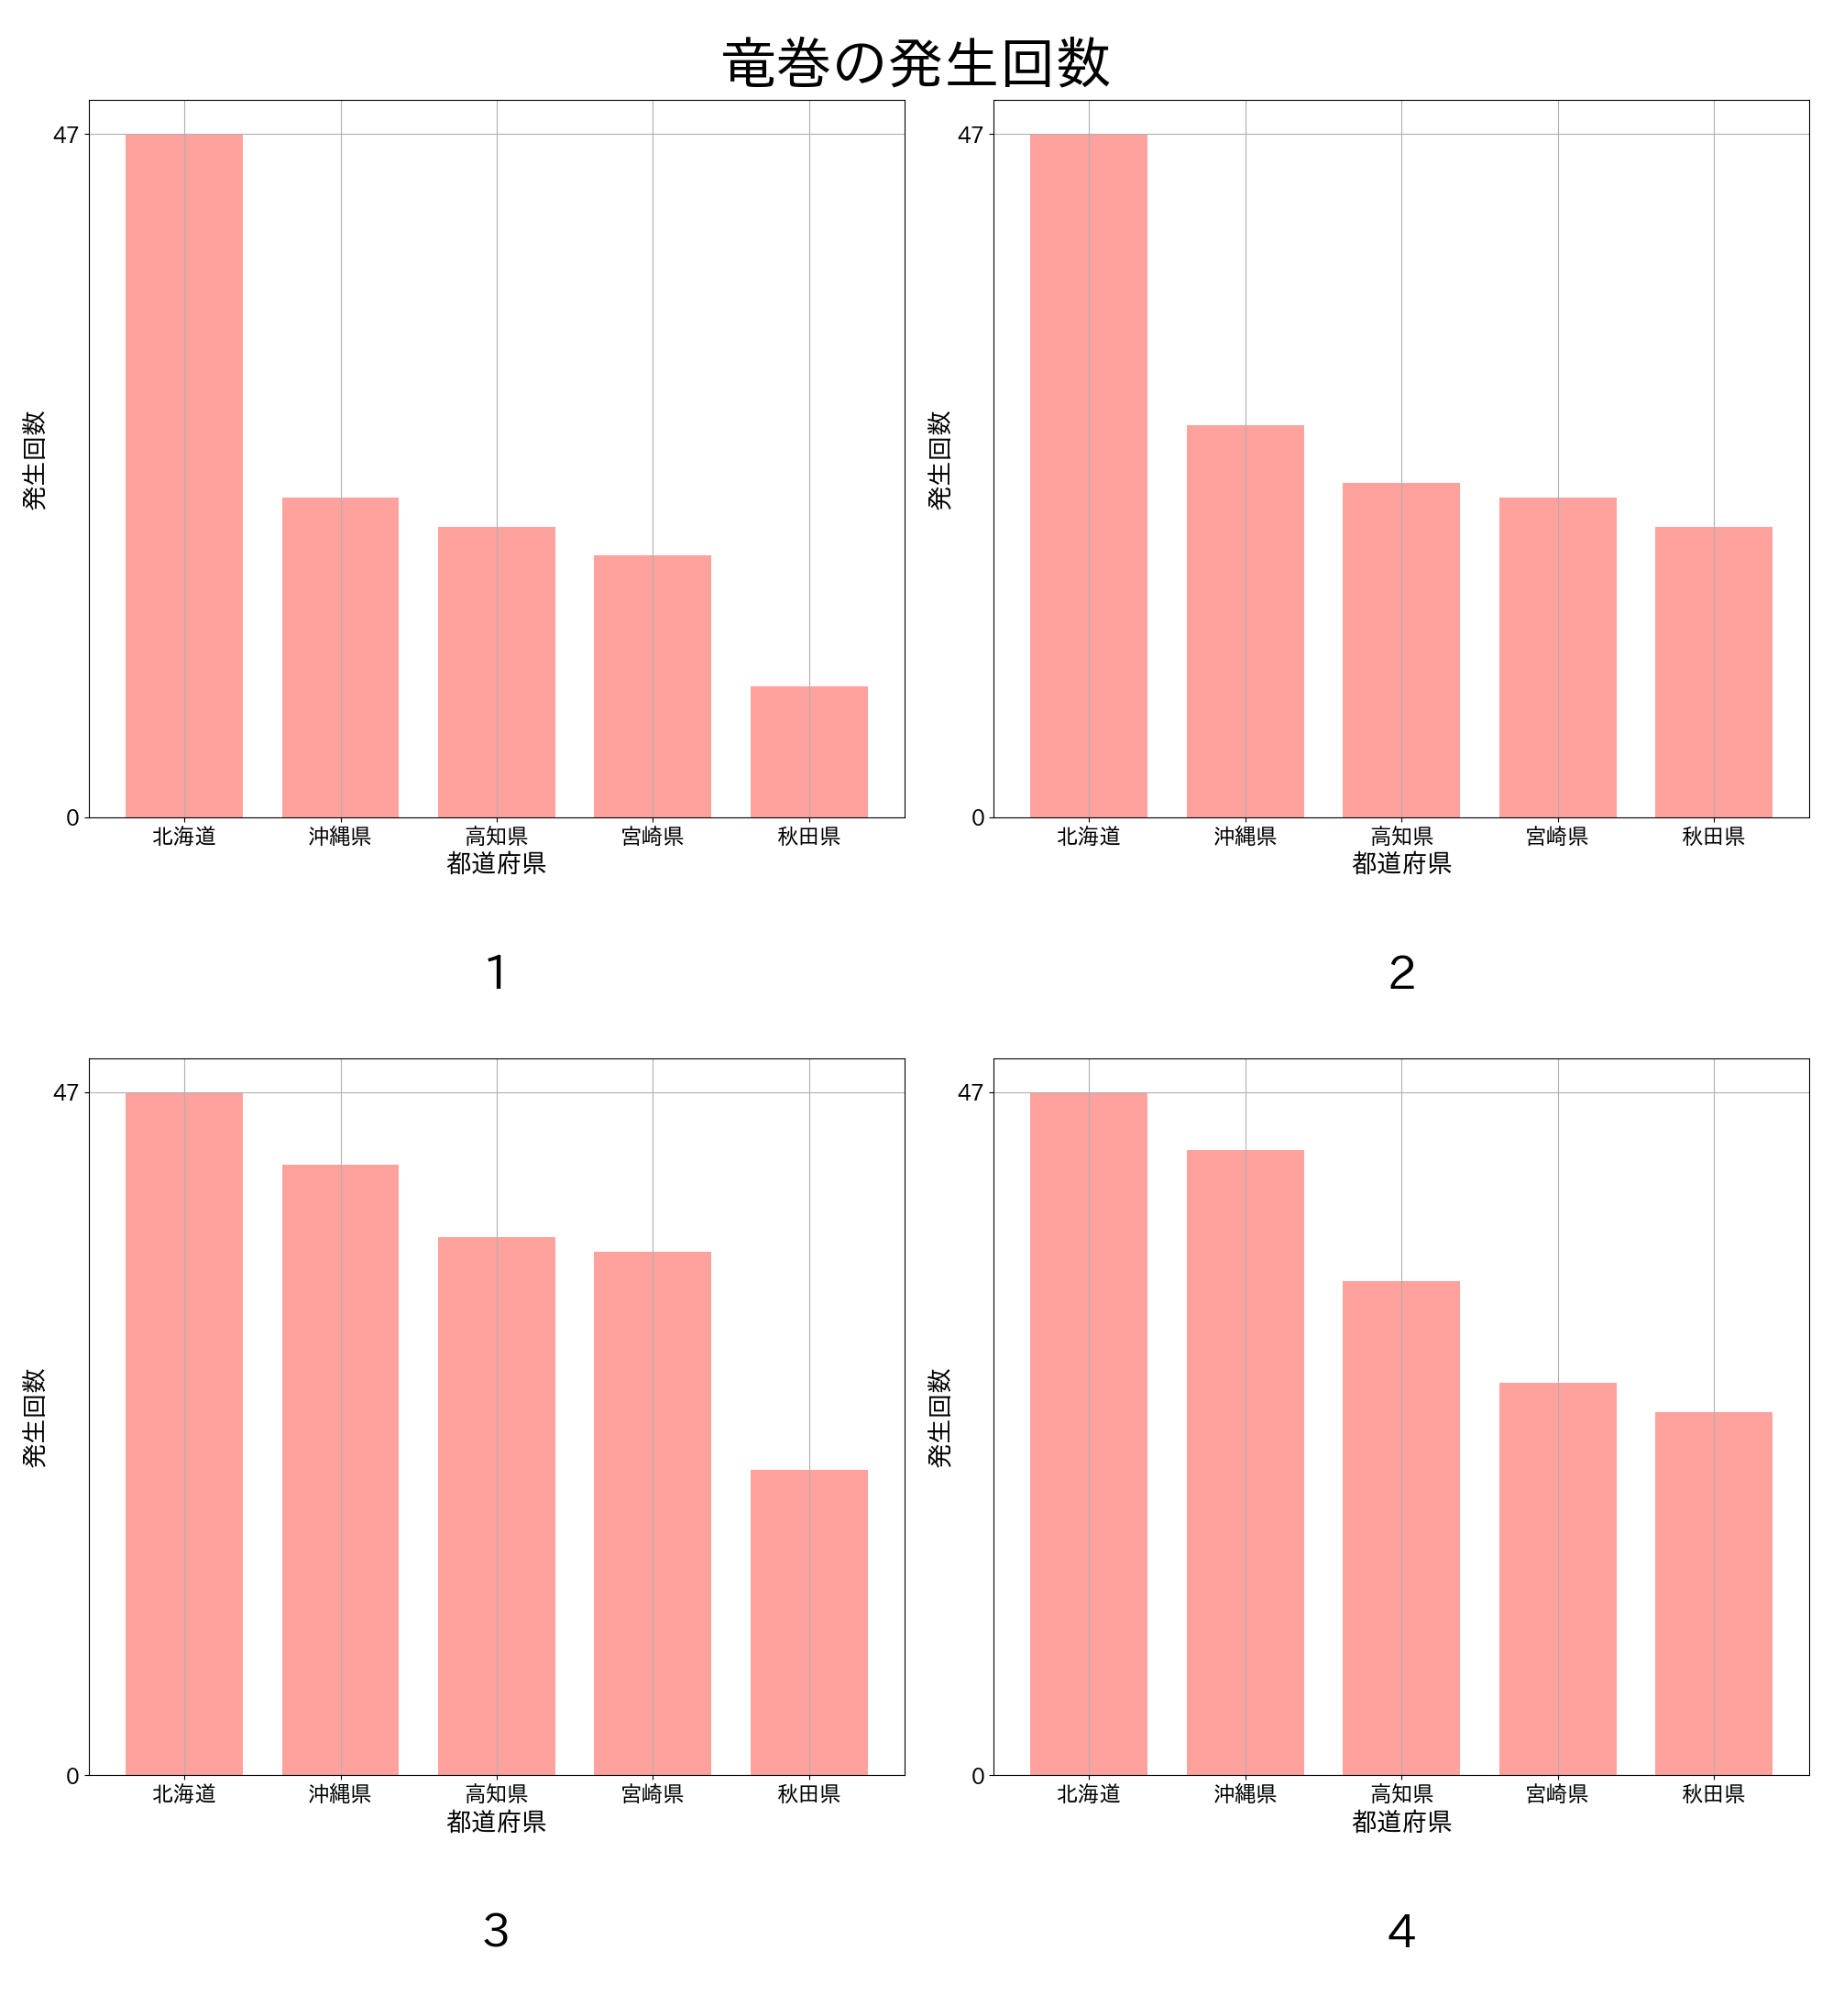 竜巻の発生回数
47
0
発生回数
北海道 沖縄県 高知県 宮崎県 秋田県
都道府県
1
47
0
発生回数
北海道 沖縄県 高知県 宮崎県 秋田県
都道府県
2
47
0
発生回数
北海道 沖縄県 高知県 宮崎県 秋田県
都道府県
3
47
0
発生回数
北海道 沖縄県 高知県 宮崎県 秋田県
都道府県
4